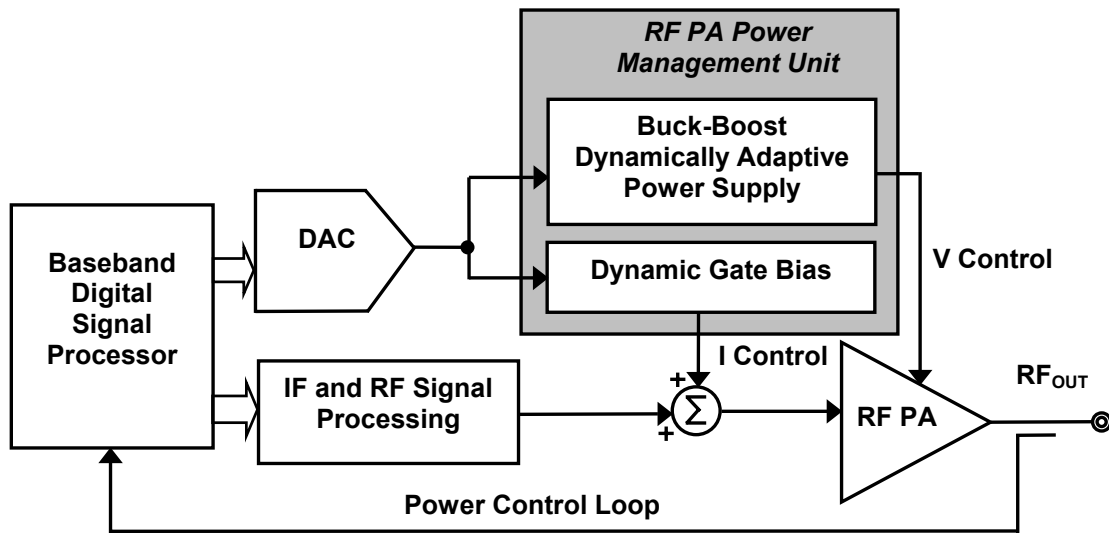 RF PA Power
Management Unit
Buck-Boost
Dynamically Adaptive
Power Supply
DAC
Baseband
Digital
Signal
Processor
Dynamic Gate Bias
V Control
I Control
IF and RF Signal
Processing
+
+
Σ
RF PA
RFOUT
Power Control Loop